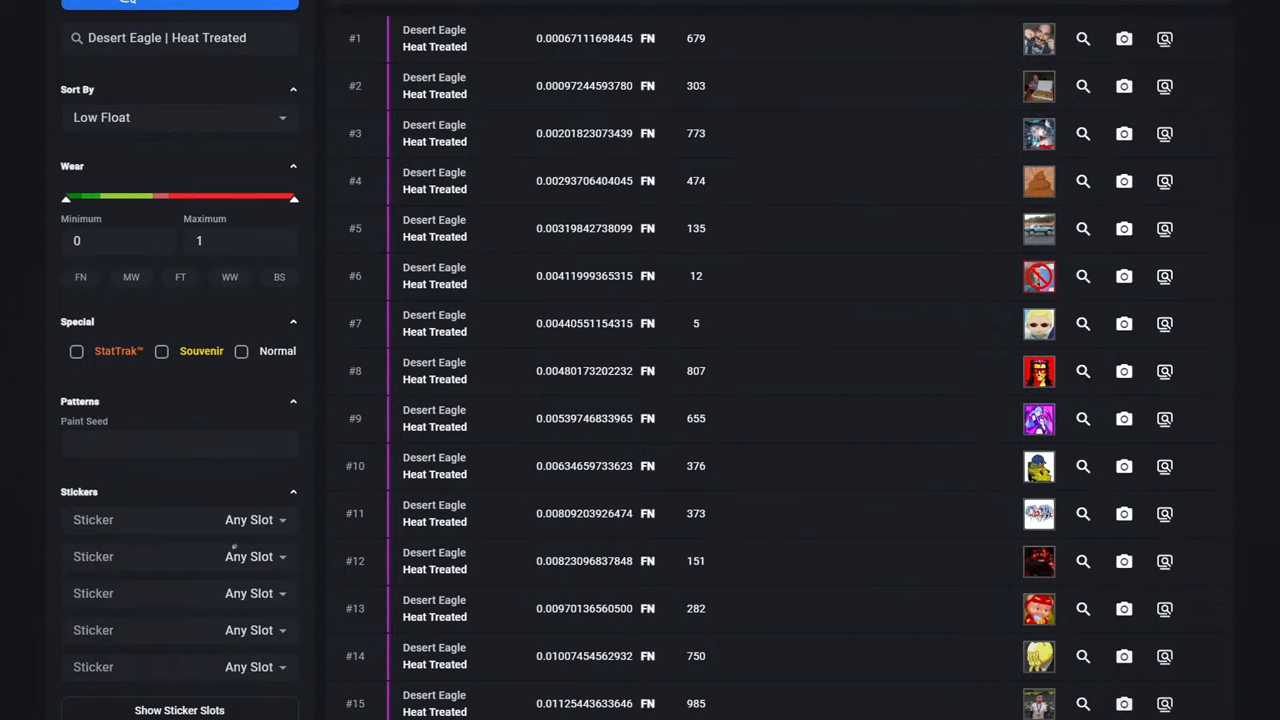 Desert Eagle | Heat Treated
Sort By
Low Float
Wear
Minimum Maximum
0 1
FN MW FT WW BS
Special
StatTrak™ Souvenir Normal
Patterns
Paint Seed
Stickers
Sticker Any Slot
Sticker Any Slot
Sticker Any Slot
Sticker Any Slot
Sticker Any Slot
Show Sticker Slots
#1 Desert Eagle 0.00067111698445 FN 679
Heat Treated
#2 Desert Eagle 0.00097244593780 FN 303
Heat Treated
#3 Desert Eagle 0.00201823073439 FN 773
Heat Treated
#4 Desert Eagle 0.00293706404045 FN 474
Heat Treated
#5 Desert Eagle 0.00319842738099 FN 135
Heat Treated
#6 Desert Eagle 0.00411999365315 FN 12
Heat Treated
#7 Desert Eagle 0.00440551154315 FN 5
Heat Treated
#8 Desert Eagle 0.00480173202232 FN 807
Heat Treated
#9 Desert Eagle 0.00539746833965 FN 655
Heat Treated
#10 Desert Eagle 0.00634659733623 FN 376
Heat Treated
#11 Desert Eagle 0.00809203926474 FN 373
Heat Treated
#12 Desert Eagle 0.00823096837848 FN 151
Heat Treated
#13 Desert Eagle 0.00970136560500 FN 282
Heat Treated
#14 Desert Eagle 0.01007454562932 FN 750
Heat Treated
#15 Desert Eagle 0.01125443683646 FN 985
Heat Treated